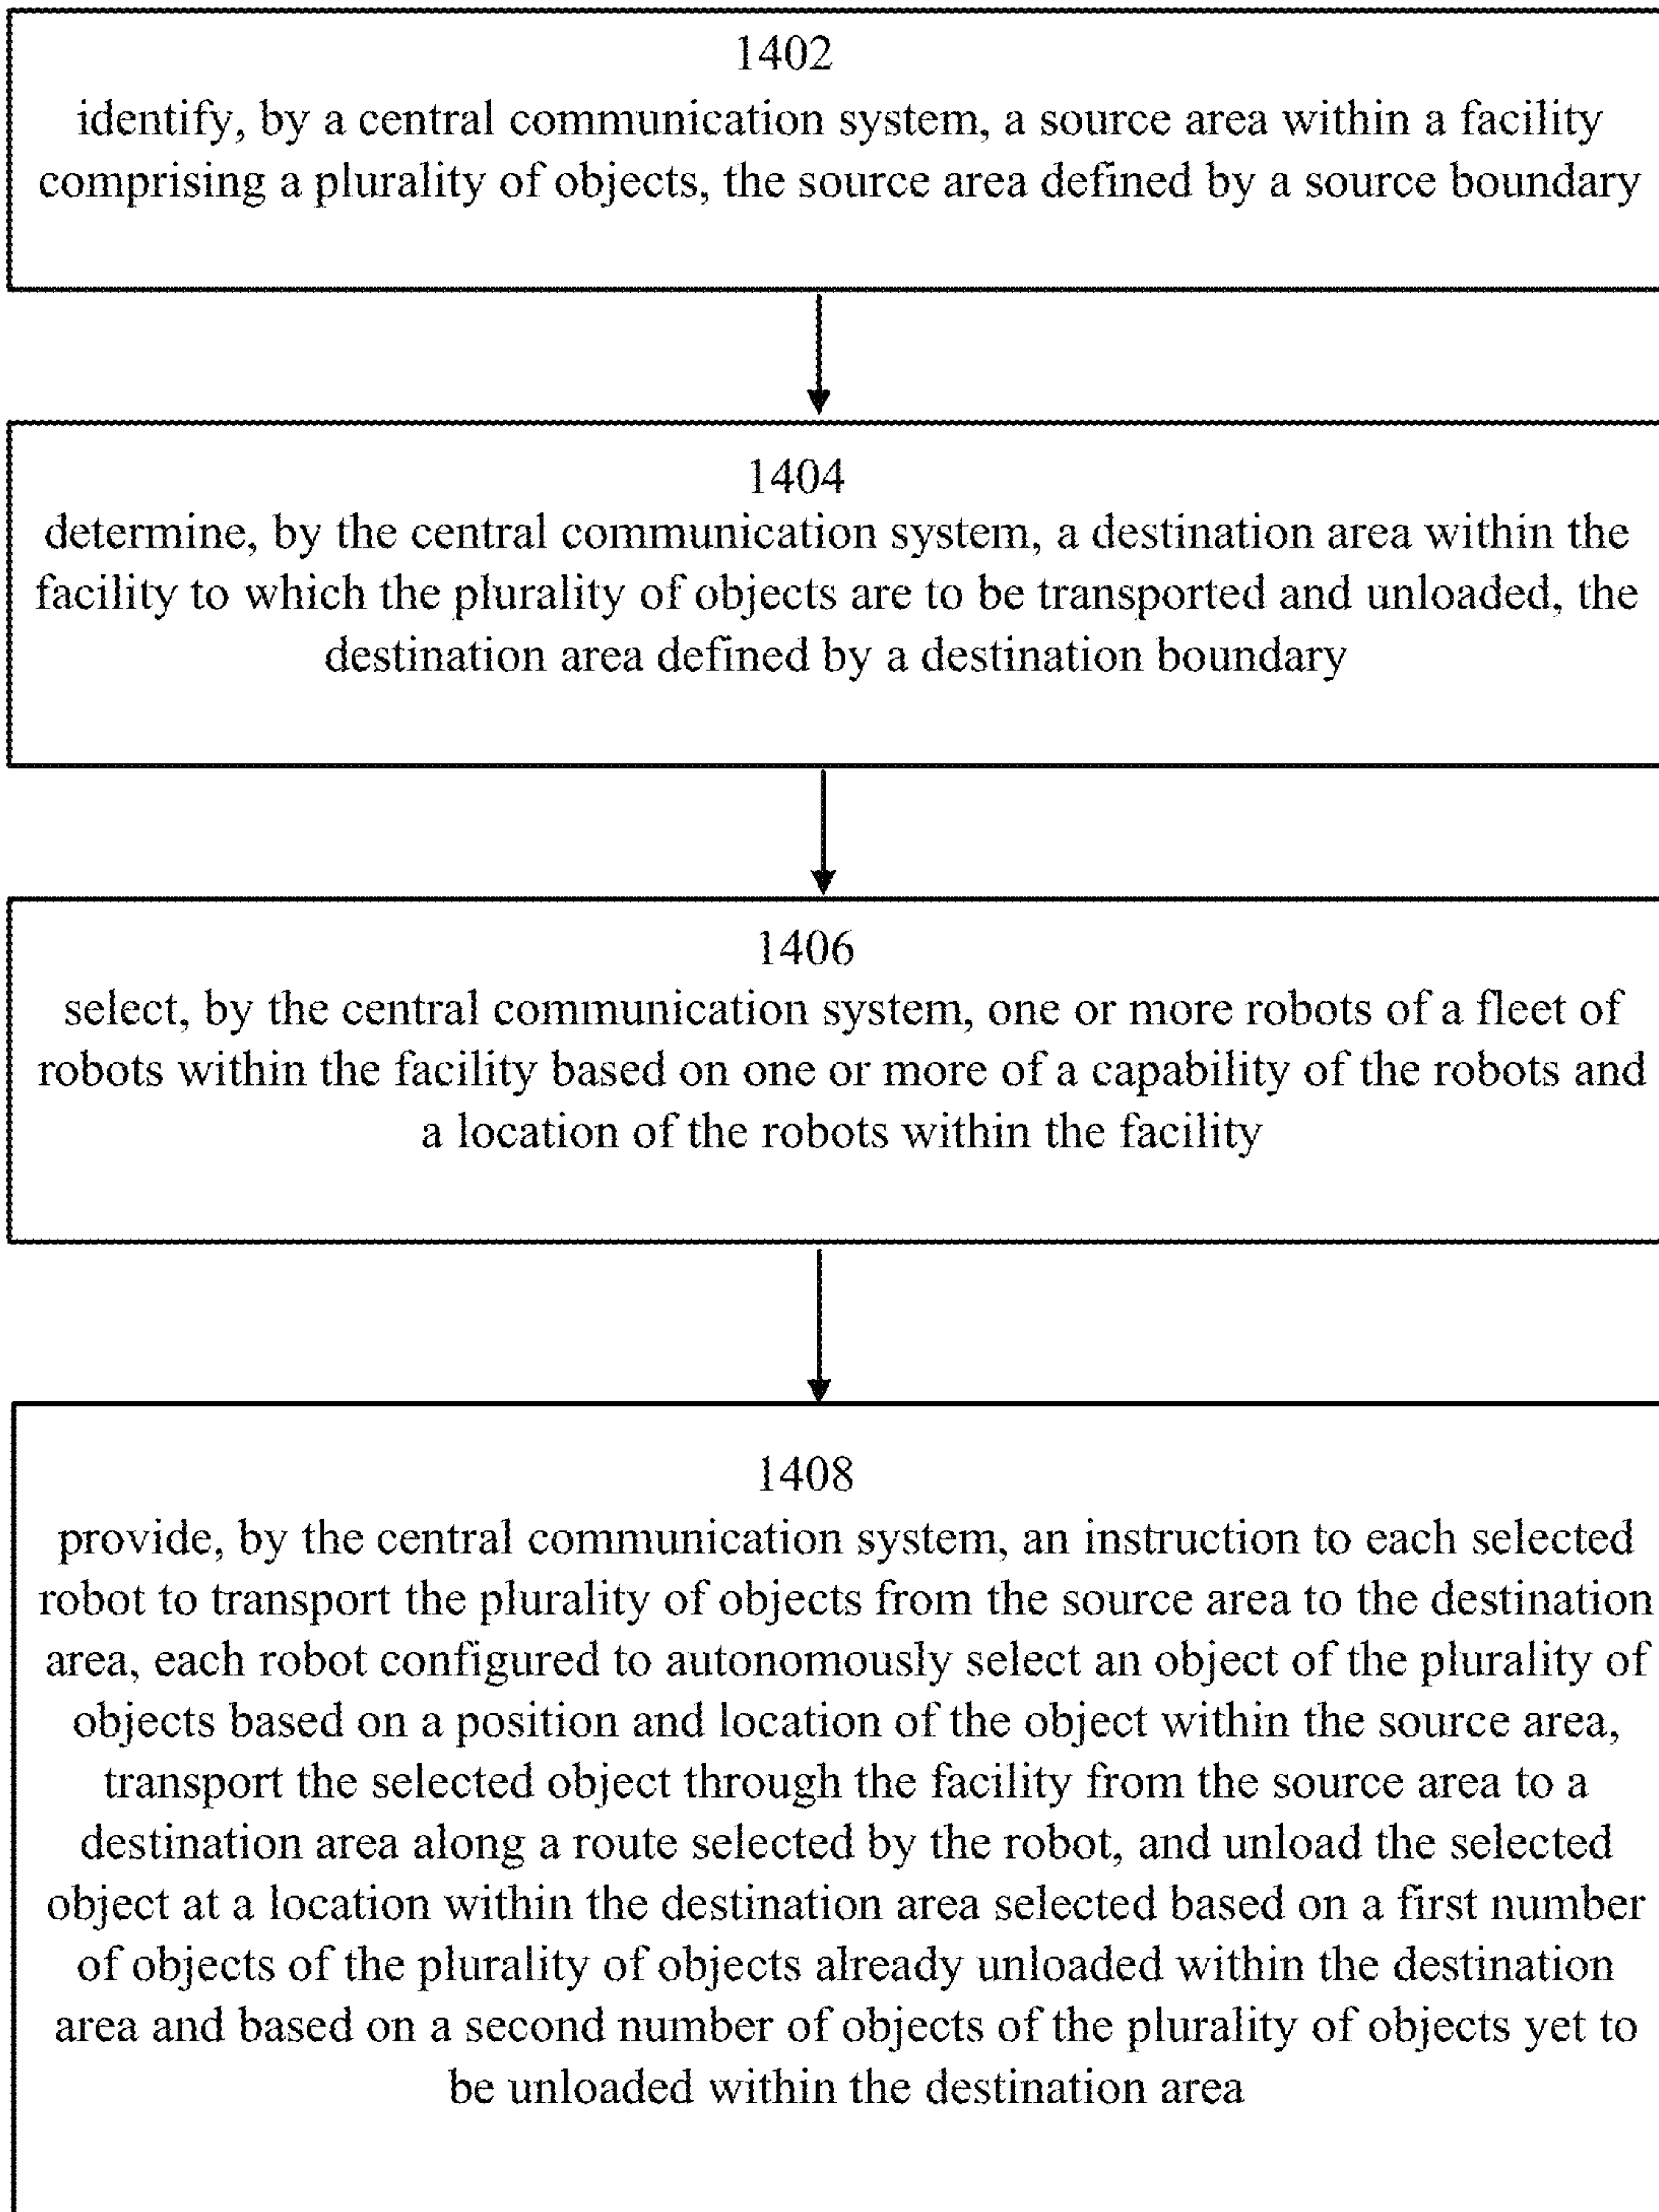 1402
identify, by a central communication system, a source area within a facility
comprising a plurality of objects, the source area defined by a source boundary
1404
determine, by the central communication system, a destination area within the
facility to which the plurality of objects are to be transported and unloaded, the
destination area defined by a destination boundary
1406
select, by the central communication system, one or more robots of a fleet of
robots within the facility based on one or more of a capability of the robots and
a location of the robots within the facility
1408
provide, by the central communication system, an instruction to each selected
robot to transport the plurality of objects from the source area to the destination
area, each robot configured to autonomously select an object of the plurality of
objects based on a position and location of the object within the source area,
transport the selected object through the facility from the source area to a
destination area along a route selected by the robot, and unload the selected
object at a location within the destination area selected based on a first number
of objects of the plurality of objects already unloaded within the destination
area and based on a second number of objects of the plurality of objects yet to
be unloaded within the destination area